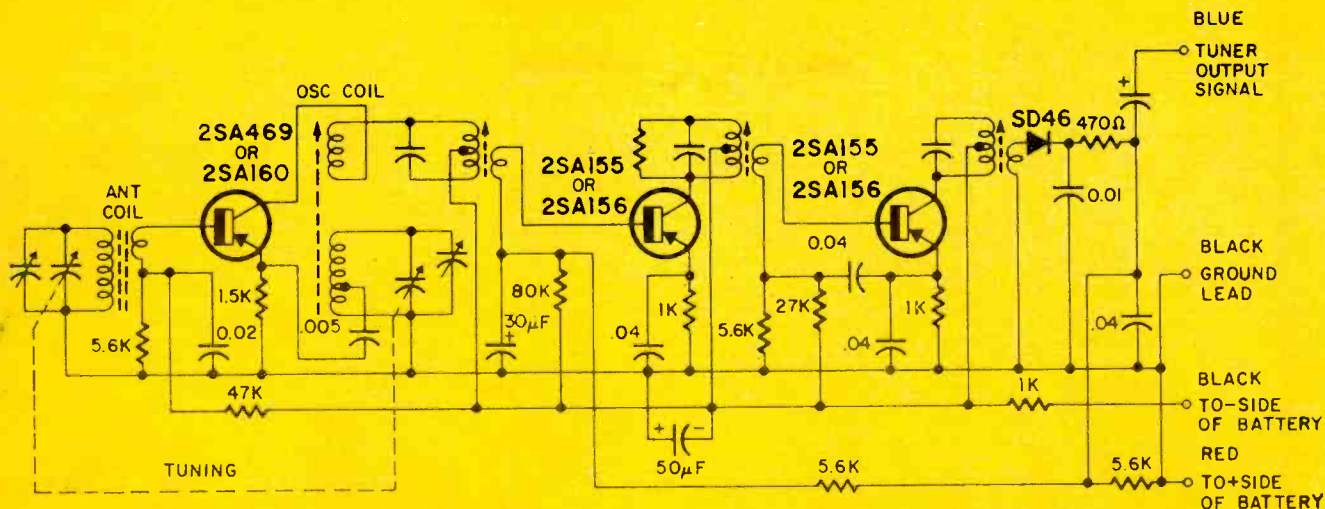 BLUE
TUNER
OUTPUT
SIGNAL
OSC COIL
2SA469
OR
2SA160
ANT
COIL
2SA155
OR
2SA156
2SA155
OR
2SA156
SD46
470Ω
0.01
0.04
BLACK
GROUND
LEAD
1.5K
0.02
.005
5.6K
80K
30µF
.04
1K
5.6K
27K
.04
1K
.04
47K
1K
BLACK
TO-SIDE
OF BATTERY
+ -
50µF
TUNING
5.6K
5.6K
RED
TO+SIDE
OF BATTERY
+
+